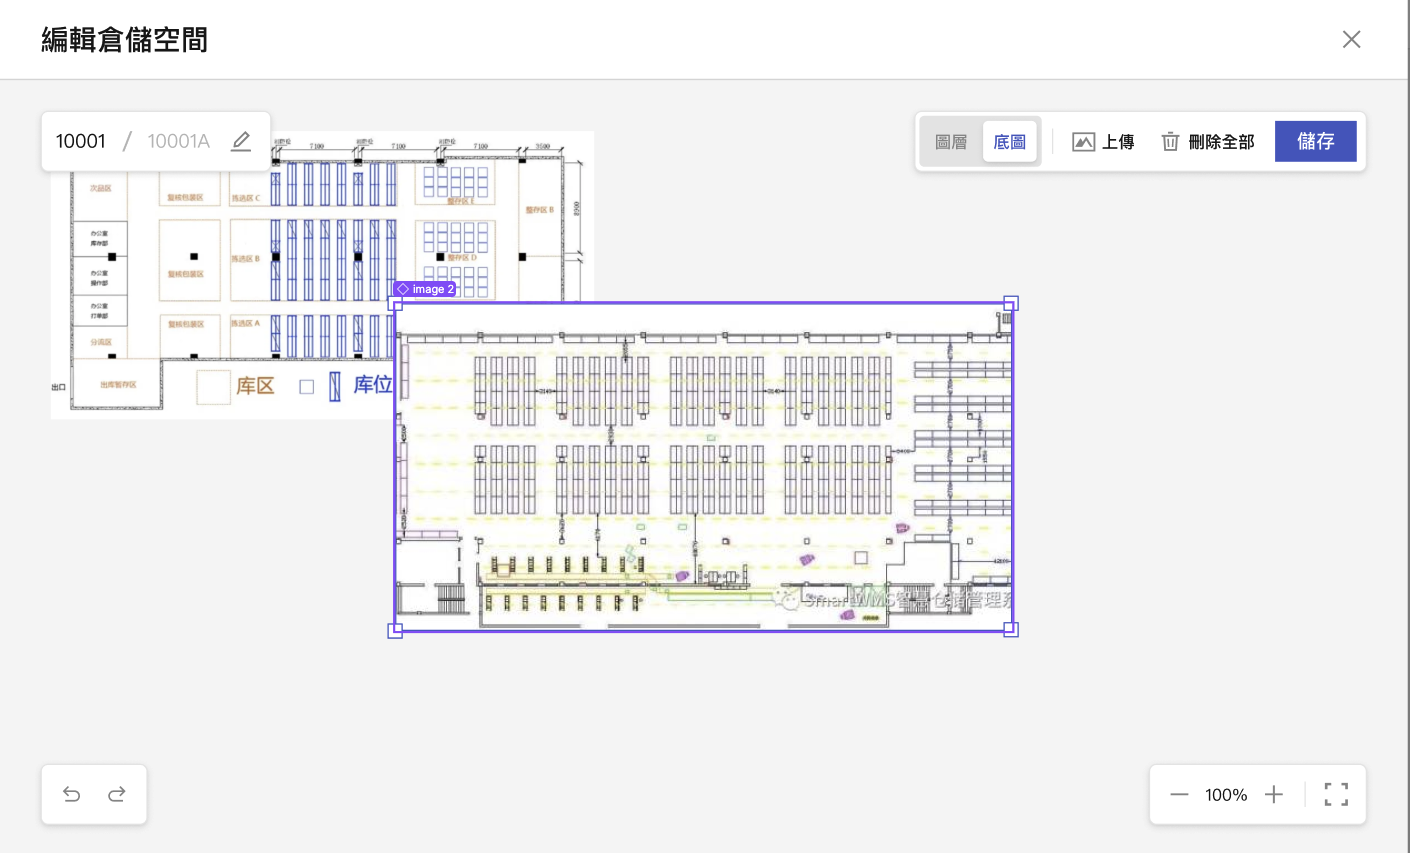 編輯倉儲空間
10001 / 10001A
圖層
底圖
上傳
刪除全部
儲存
7100
7100
7100
3500
次品区
复核包装区
拣选区 C
整存区 E
整存区 B
办公室
库存部
拣选区 B
整存区 D
复核包装区
办公室
操作部
办公室
打单部
复核包装区
拣选区 A
分流区
出口
出库暂存区
库区
库位
image 2
SmartWMS智慧仓储管理系
100%